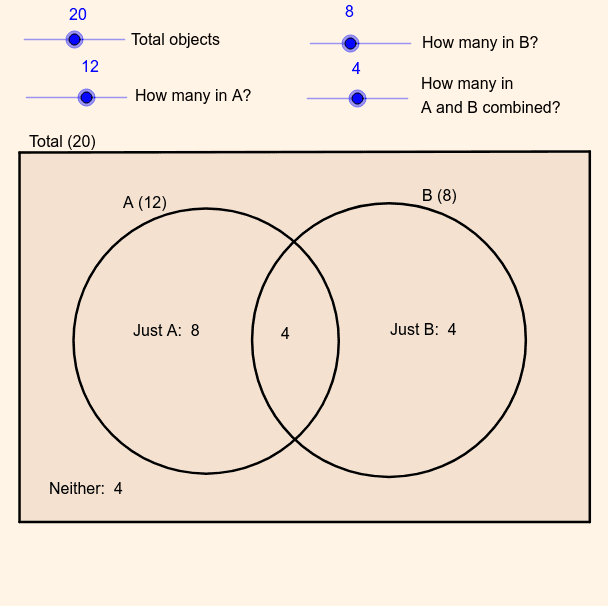 20
Total objects
8
How many in B?
12
How many in A?
4
How many in
A and B combined?
Total (20)
A (12)
B (8)
Just A:  8
4
Just B:  4
Neither:  4